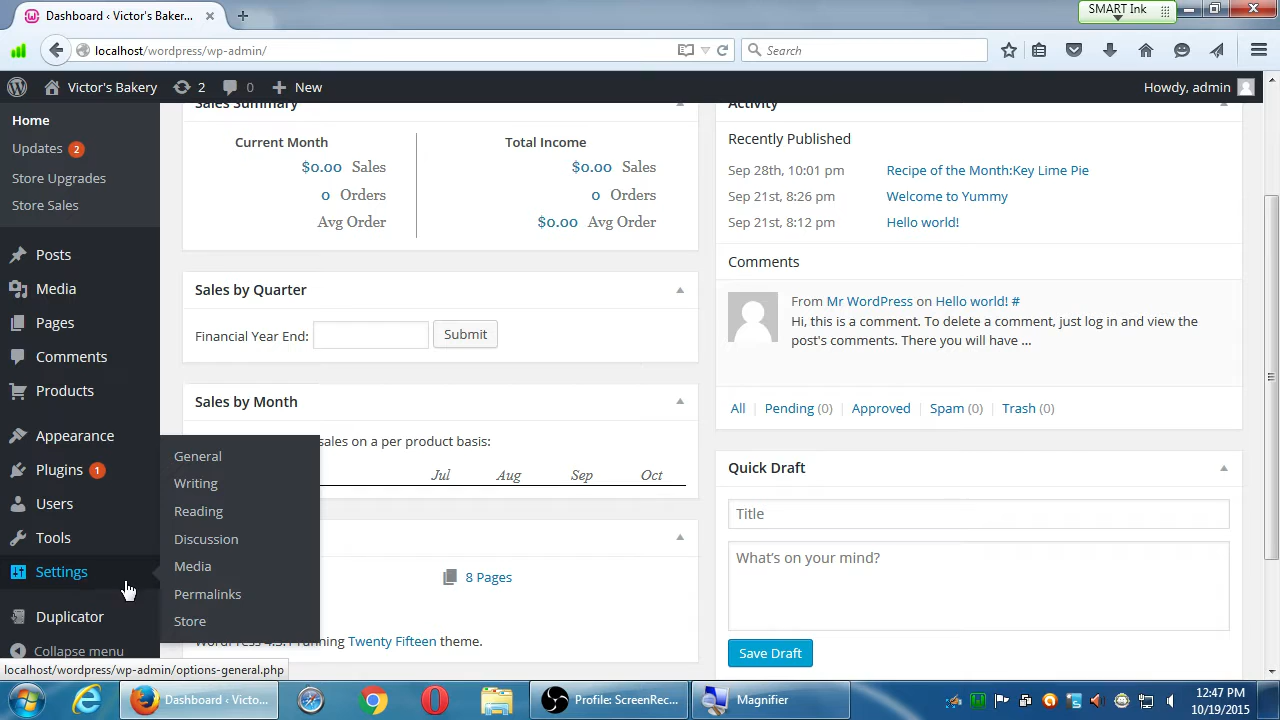 Dashboard ‹ Victor's Bakery...
SMART Ink
localhost/wordpress/wp-admin/
Search
Victor's Bakery
2
0
New
Howdy, admin
Home
Updates 2
Store Upgrades
Store Sales
Posts
Media
Pages
Comments
Products
Appearance
Plugins 1
Users
Tools
Settings
Duplicator
Collapse menu
General
Writing
Reading
Discussion
Media
Permalinks
Store
Sales Summary
Current Month
Total Income
$0.00 Sales
$0.00 Sales
0 Orders
0 Orders
Avg Order
$0.00 Avg Order
Sales by Quarter
Financial Year End:
Submit
Sales by Month
sales on a per product basis:
Jul Aug Sep Oct
8 Pages
WordPress 4.3.1 running Twenty Fifteen theme.
Activity
Recently Published
Sep 28th, 10:01 pm Recipe of the Month:Key Lime Pie
Sep 21st, 8:26 pm Welcome to Yummy
Sep 21st, 8:12 pm Hello world!
Comments
From Mr WordPress on Hello world! #
Hi, this is a comment. To delete a comment, just log in and view the
post's comments. There you will have ...
All | Pending (0) | Approved | Spam (0) | Trash (0)
Quick Draft
Title
What's on your mind?
Save Draft
localhost/wordpress/wp-admin/options-general.php
Dashboard ‹ Victo...
Profile: ScreenRec...
Magnifier
12:47 PM
10/19/2015